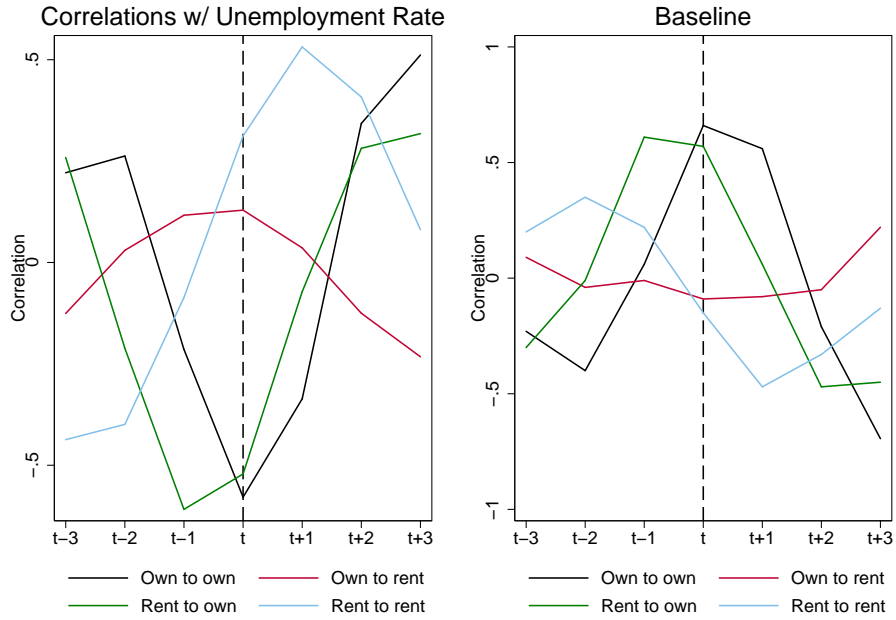 Correlations w/ Unemployment Rate
Correlation
.5
0
−.5
t−3 t−2 t−1 t t+1 t+2 t+3
Own to own Own to rent
Rent to own Rent to rent
Baseline
Correlation
1
0.5
0
-.5
-1
t−3 t−2 t−1 t t+1 t+2 t+3
Own to own Own to rent
Rent to own Rent to rent